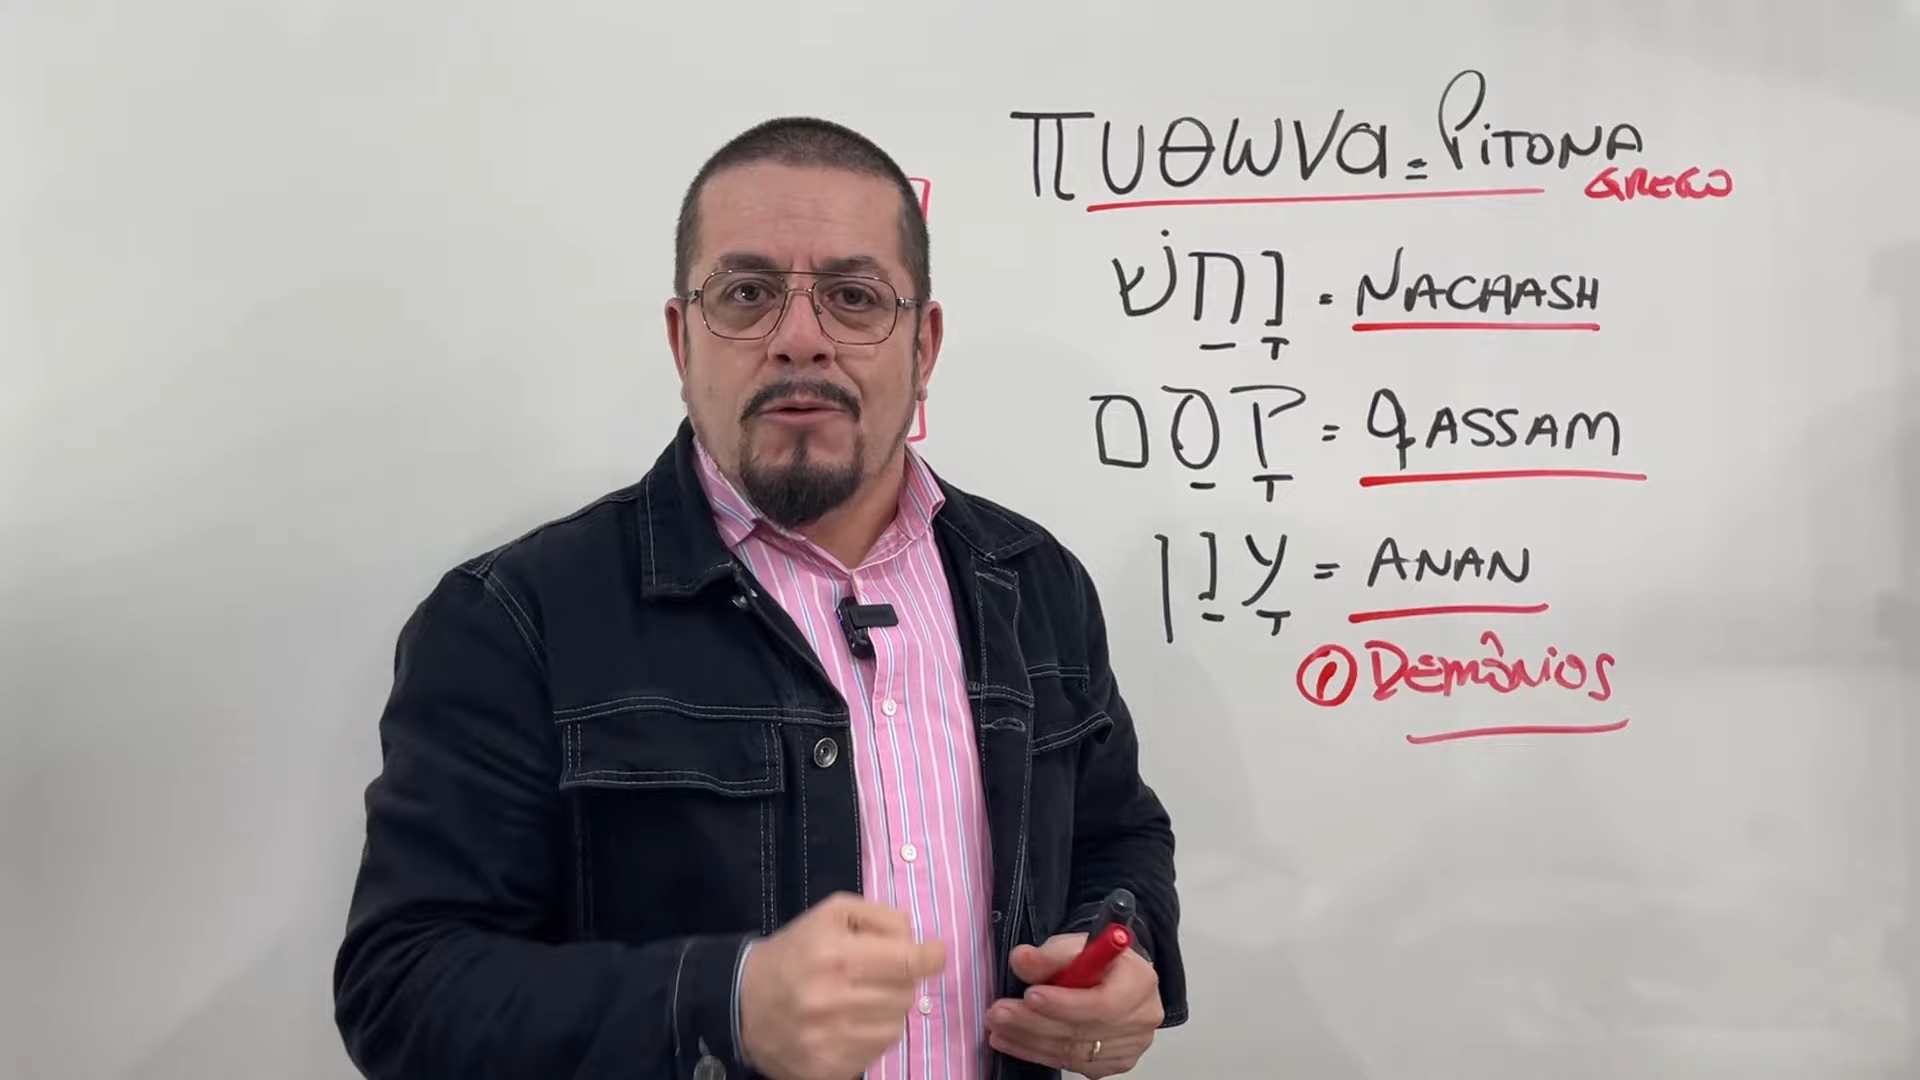 πυθωνα = PITONA
GREGO
נָחַשׁ = NACHASH
קָסַם = QASSAM
עָנַן = ANAN
① DEMÔNIOS